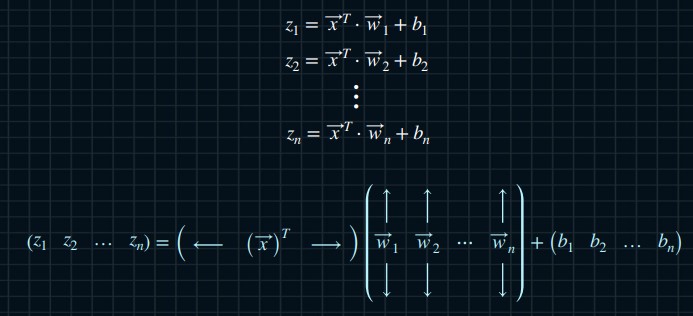 z₁ = x⃗ᵀ · w⃗₁ + b₁
z₂ = x⃗ᵀ · w⃗₂ + b₂
⋮
zₙ = x⃗ᵀ · w⃗ₙ + bₙ
(z₁ z₂ ⋯ zₙ) = (⟵ (x⃗)ᵀ ⟶) (↑ ↑ ↑ w⃗₁ w⃗₂ ⋯ w⃗ₙ ↓ ↓ ↓) + (b₁ b₂ … bₙ)